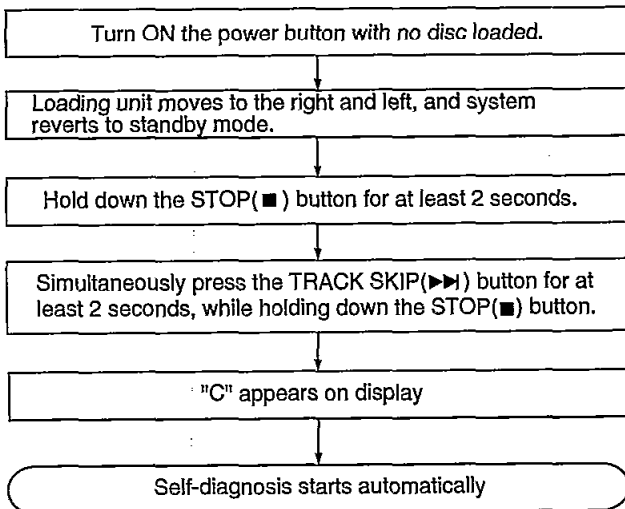 Turn ON the power button with no disc loaded.
Loading unit moves to the right and left, and system
reverts to standby mode.
Hold down the STOP(■) button for at least 2 seconds.
Simultaneously press the TRACK SKIP(▶▶|) button for at
least 2 seconds, while holding down the STOP(■) button.
"C" appears on display
Self-diagnosis starts automatically